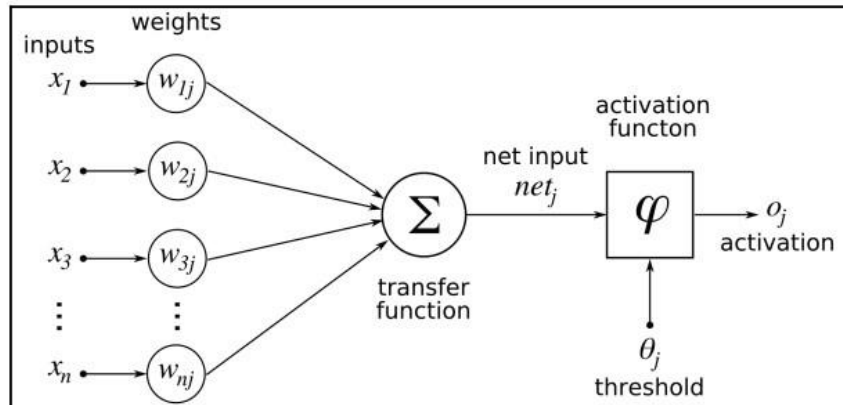 weights
inputs
x₁
w₁ⱼ
activation
functon
x₂
w₂ⱼ
net input
netⱼ
Σ
φ
oⱼ
activation
x₃
w₃ⱼ
transfer
function
⋮
⋮
xₙ
wₙⱼ
θⱼ
threshold